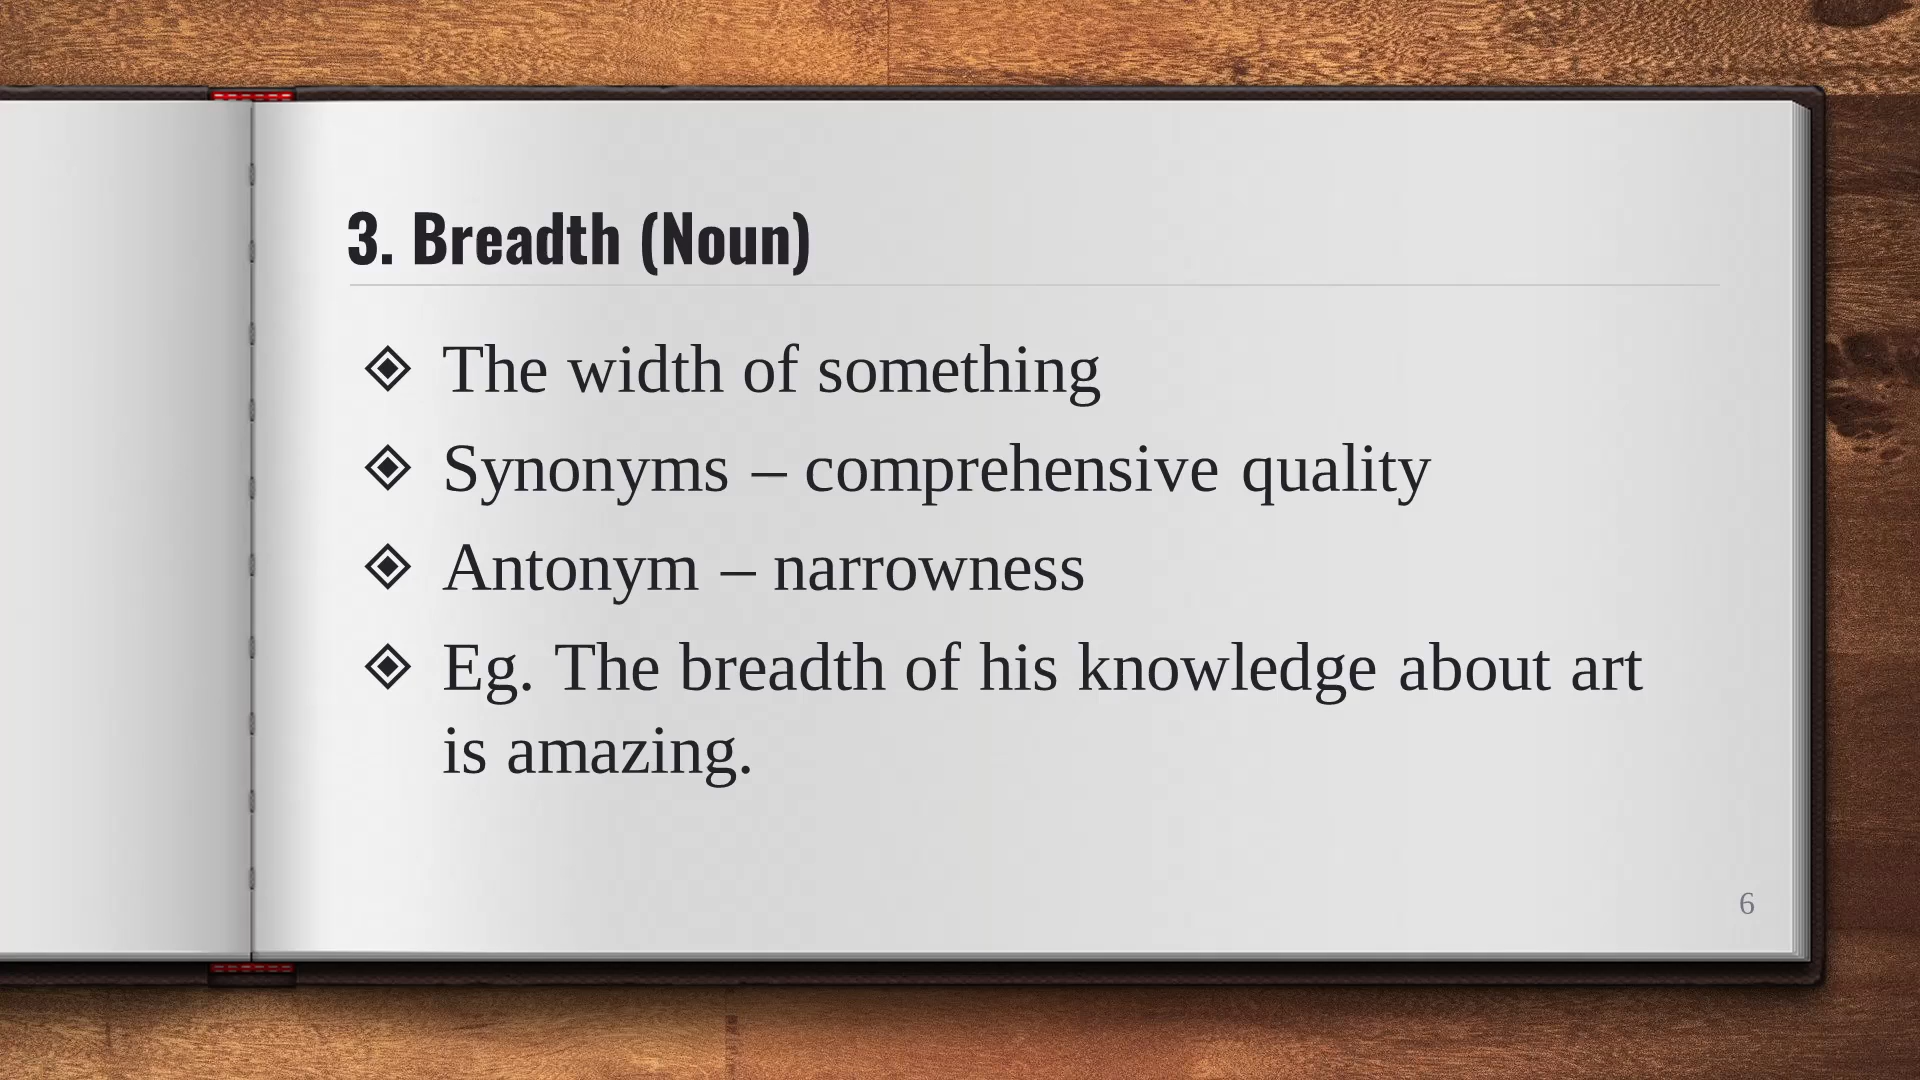 3. Breadth (Noun)
The width of something
Synonyms – comprehensive quality
Antonym – narrowness
Eg. The breadth of his knowledge about art
is amazing.
6